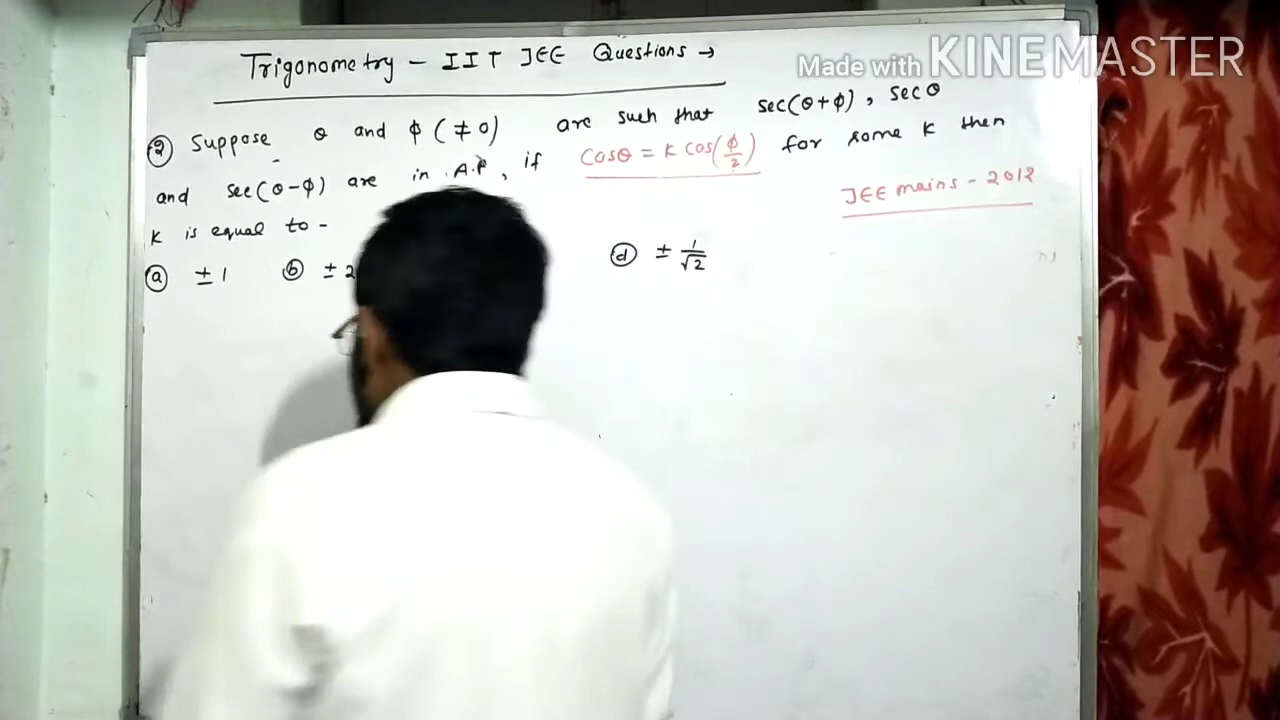 Made with KINEMASTER
Trigonometry - IIT JEE Questions →
② Suppose θ and ϕ (≠0) are such that sec(θ+ϕ), secθ
and sec(θ-ϕ) are in A.P, if cosθ = K cos(ϕ/2) for some K then
K is equal to -
JEE mains - 2012
ⓐ ±1 ⓑ ±2 ⓓ ± 1/√2